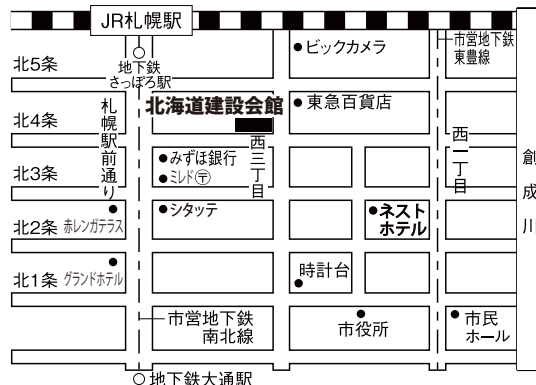 JR札幌駅
ビックカメラ
市営地下鉄
東豊線
北5条
地下鉄
さっぽろ駅
札幌駅前通り
北海道建設会館
東急百貨店
北4条
西三丁目
西一丁目
創成川
みずほ銀行
ミレド〶
北3条
シタッテ
ネスト
ホテル
北2条
赤レンガテラス
時計台
北1条
グランドホテル
市営地下鉄
南北線
市役所
市民
ホール
地下鉄大通駅